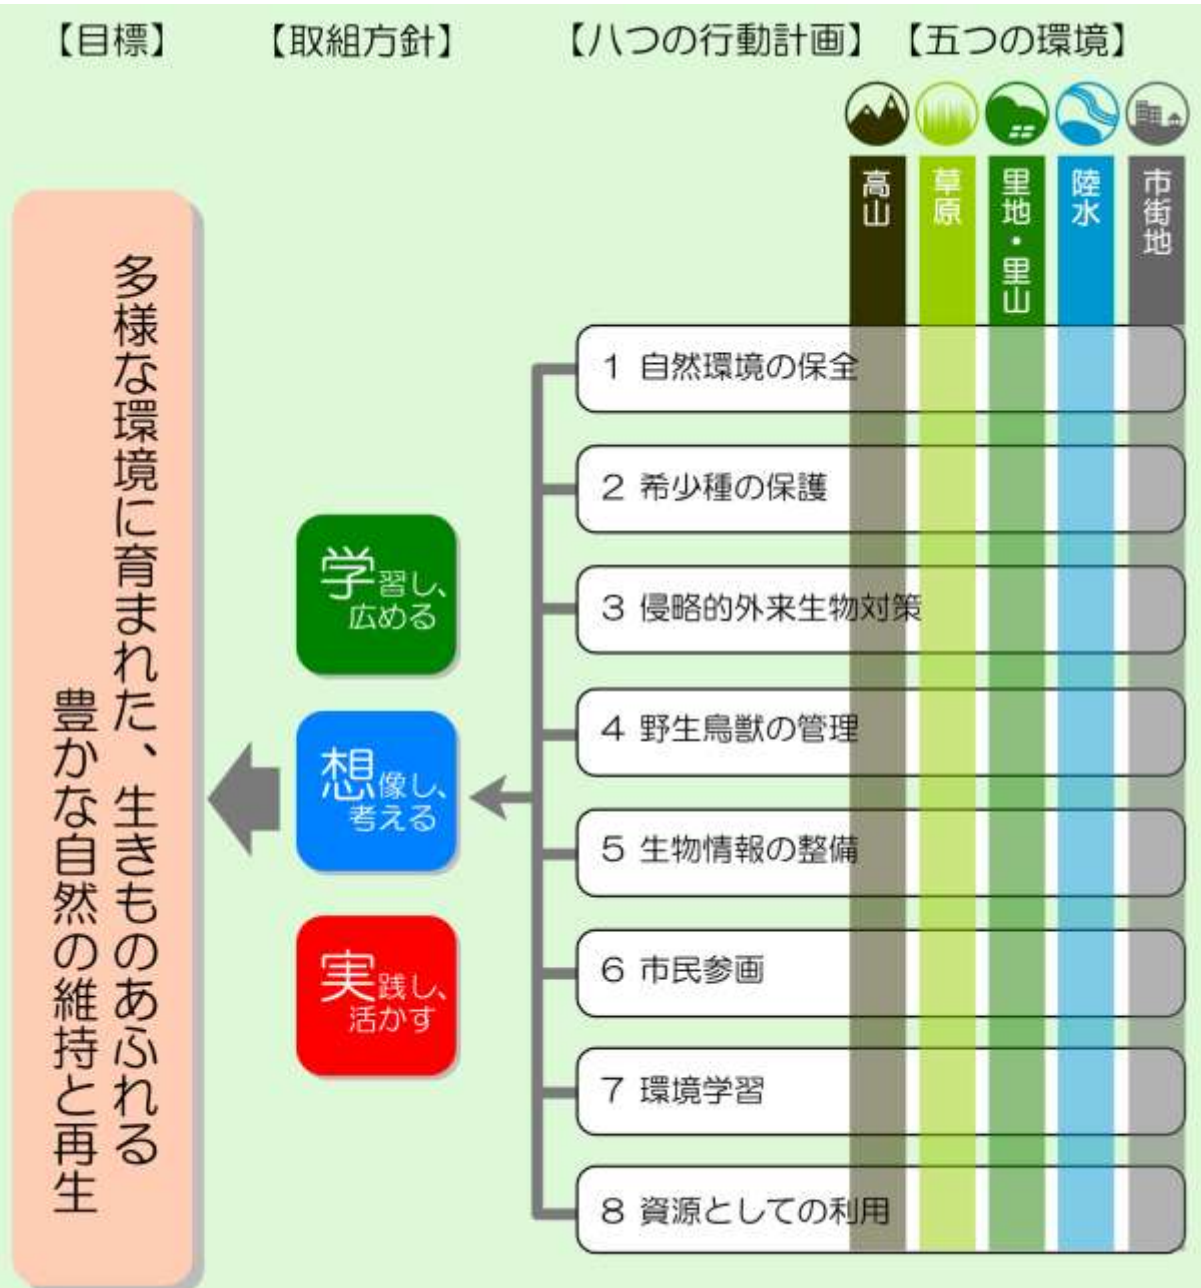 【目標】
【取組方針】
【八つの行動計画】
【五つの環境】
高山
草原
里地・里山
陸水
市街地
多様な環境に育まれた、生きものあふれる
豊かな自然の維持と再生
学習し、
広める
想像し、
考える
実践し、
活かす
1 自然環境の保全
2 希少種の保護
3 侵略的外来生物対策
4 野生鳥獣の管理
5 生物情報の整備
6 市民参画
7 環境学習
8 資源としての利用